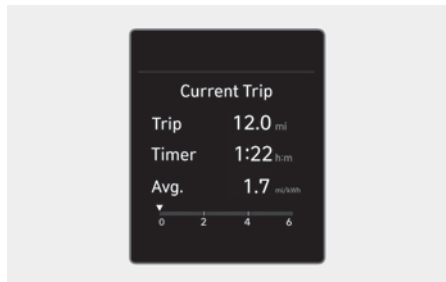 Current Trip
Trip 12.0 mi
Timer 1:22 h:m
Avg. 1.7 mi/kWh
0 2 4 6